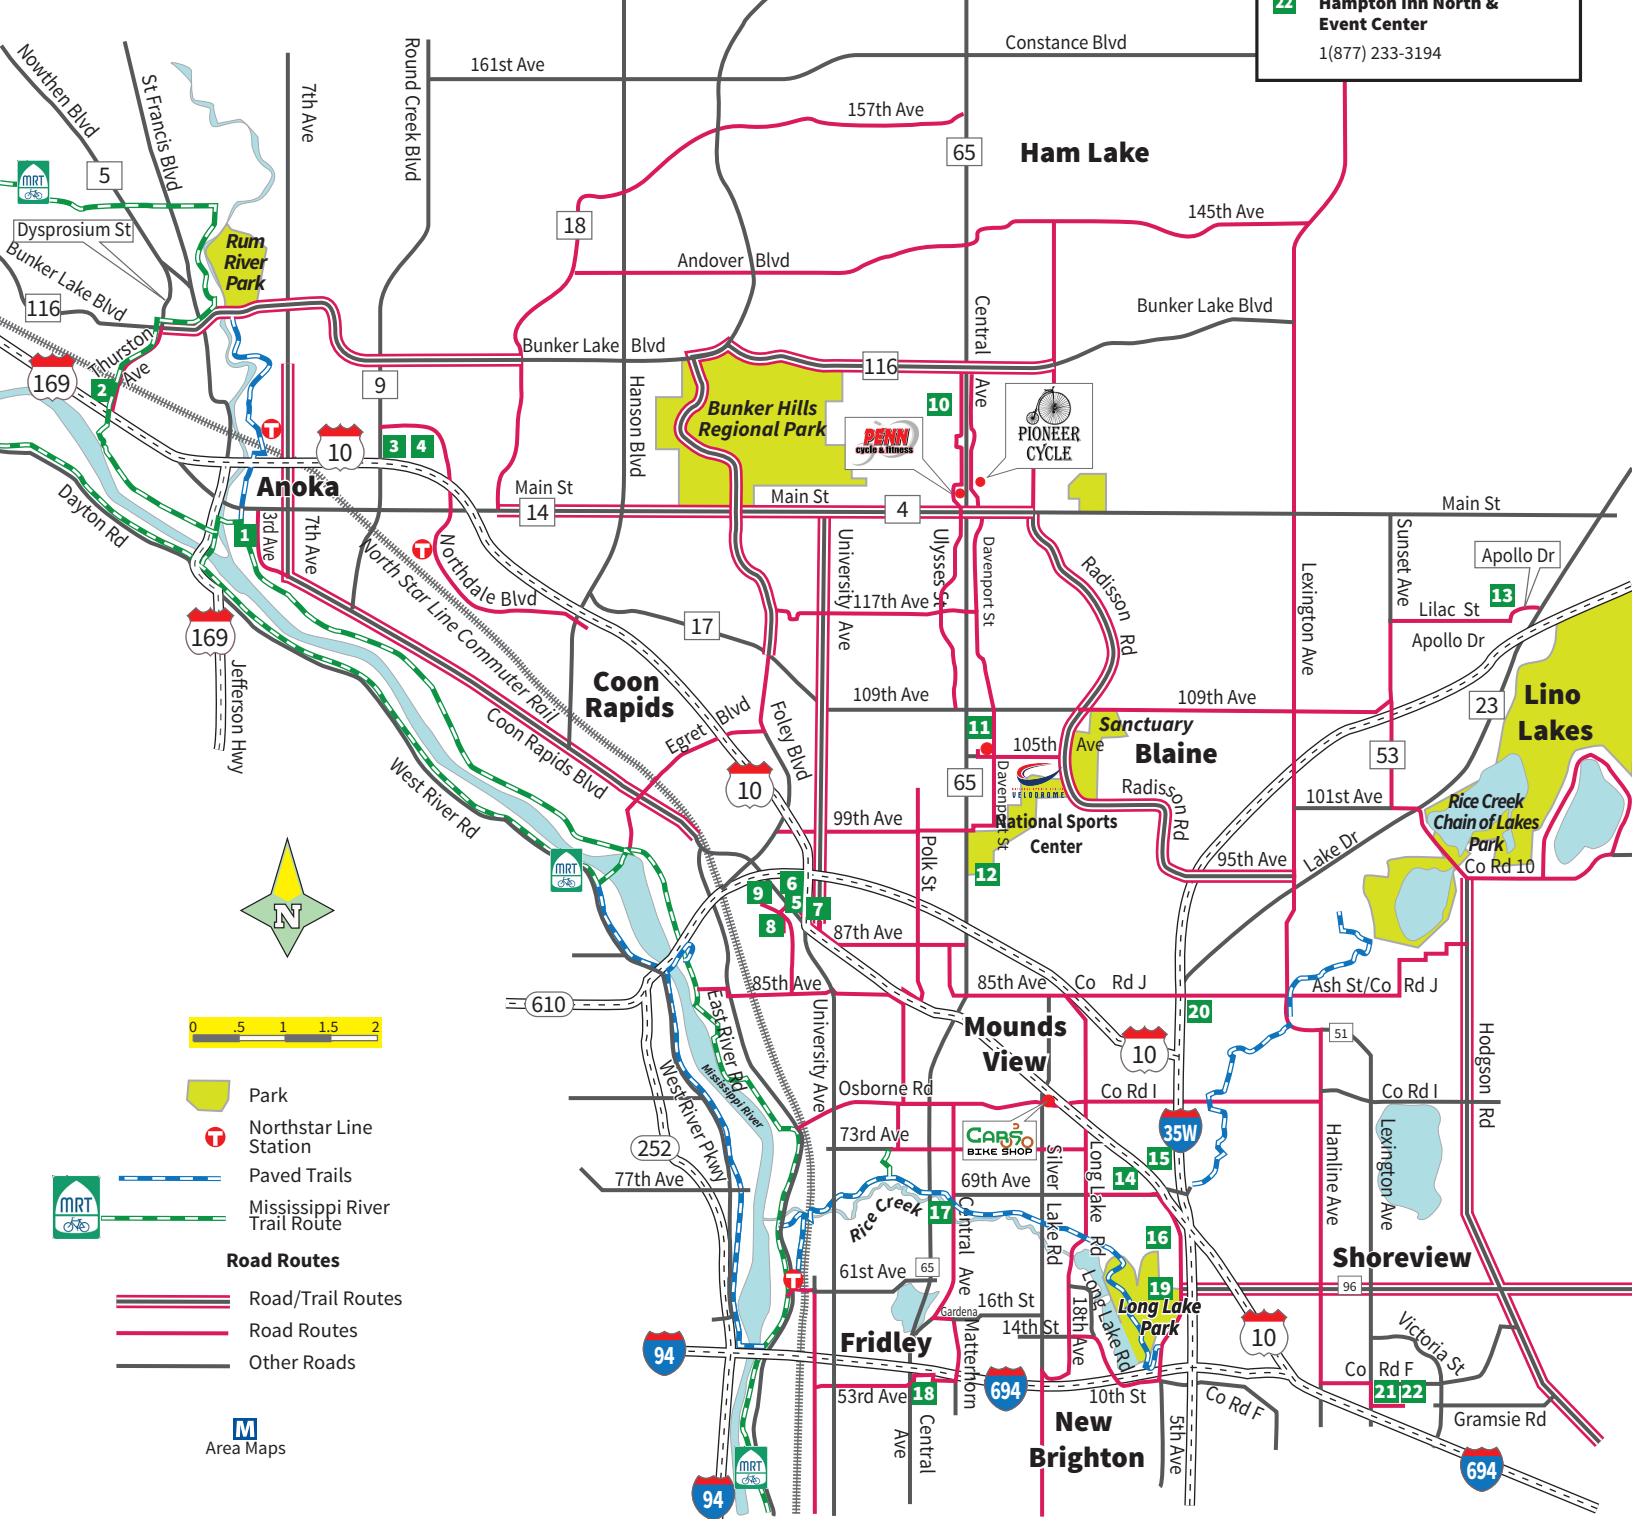 22
Hampton Inn North &
Event Center
1(877) 233-3194
Constance Blvd
161st Ave
Round Creek Blvd
7th Ave
St Francis Blvd
Nowthen Blvd
157th Ave
65
Ham Lake
5
MRT
18
145th Ave
Dysprosium St
Rum
River
Park
Bunker Lake Blvd
Andover Blvd
116
Bunker Lake Blvd
Central
Ave
Thurston
Ave
Bunker Lake Blvd
116
169
2
9
Hanson Blvd
10
Bunker Hills
Regional Park
PENN
cycle & fitness
PIONEER
CYCLE
T
10
3
4
Anoka
Main St
14
Main St
4
Main St
Dayton Rd
1
3rd Ave
7th Ave
T
North Star Line Commuter Rail
Northdale Blvd
University
Ave
Ulysses St
Davenport St
Radisson
Rd
Lexington Ave
Sunset Ave
Apollo Dr
13
Lilac St
Apollo Dr
117th Ave
17
169
Jefferson Hwy
Coon
Rapids
109th Ave
109th Ave
23
Lino
Lakes
Egret Blvd
Foley Blvd
Coon Rapids Blvd
11
Sanctuary
105th Ave
Blaine
53
West River Rd
10
65
Davenport St
VELODROME
Radisson Rd
101st Ave
Rice Creek
Chain of Lakes
Park
99th Ave
National Sports
Center
Polk St
95th Ave
Lake Dr
Co Rd 10
MRT
12
9
6
5
7
8
N
87th Ave
85th Ave
85th Ave
Co Rd J
Ash St/Co Rd J
610
East River Rd
University Ave
20
Mounds
View
51
Hodgson Rd
0 .5 1 1.5 2
10
Mississippi River
West River Pkwy
Osborne Rd
Co Rd I
Co Rd I
Park
35W
Northstar Line
Station
T
252
73rd Ave
CARS
BIKE SHOP
Silver Lake Rd
Long Lake Rd
15
14
Hamline Ave
Lexington Ave
Paved Trails
77th Ave
69th Ave
MRT
Mississippi River
Trail Route
Rice Creek
17
Central Ave
16
Shoreview
Road Routes
65
61st Ave
T
19
96
Road/Trail Routes
16th St
Gardena
Long Lake Rd
Long Lake
Park
Road Routes
14th St
18th Ave
10
Victoria St
94
Fridley
Matterhorn
Other Roads
Co Rd F
694
53rd Ave
18
10th St
Co Rd F
21
22
Gramsie Rd
M
Area Maps
Central
Ave
New
Brighton
5th Ave
MRT
694
94